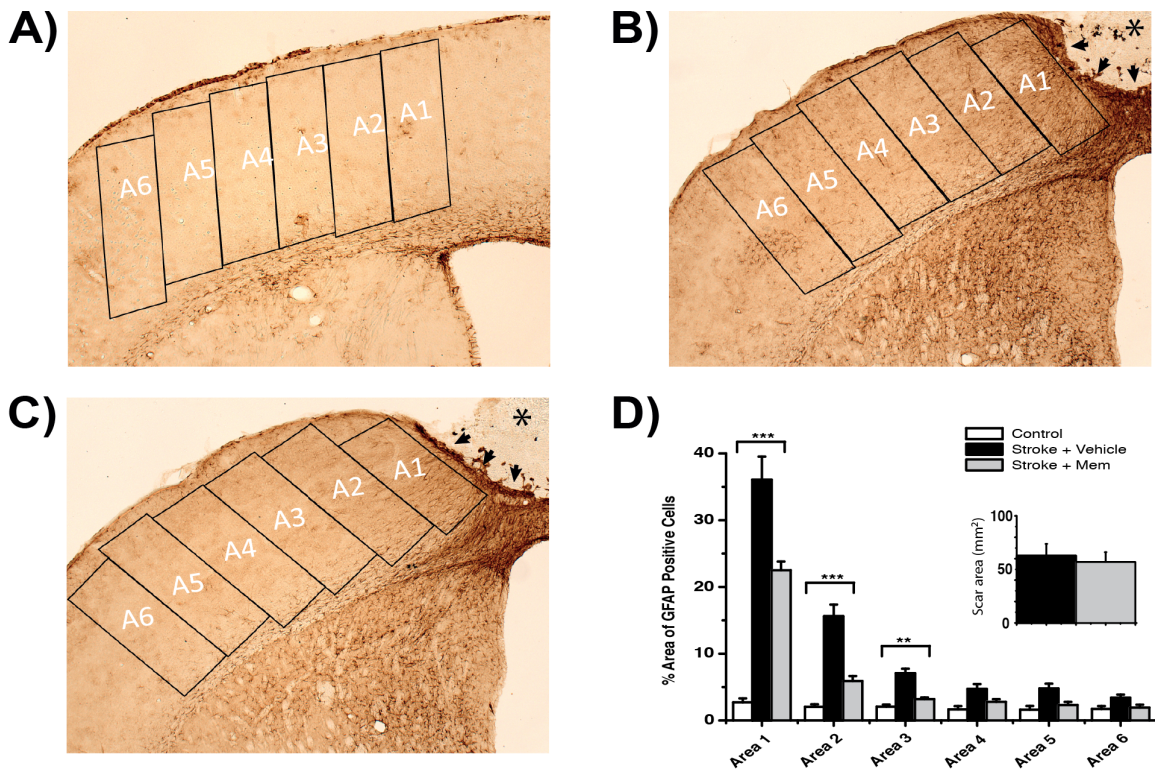 A)
A6 A5 A4 A3 A2 A1
B)
*
A1
A2
A3
A4
A5
A6
C)
*
A1
A2
A3
A4
A5
A6
D)
Control
Stroke + Vehicle
Stroke + Mem
% Area of GFAP Positive Cells
40
30
20
10
0
***
***
**
Scar area (mm2)
100
50
0
Area 1
Area 2
Area 3
Area 4
Area 5
Area 6